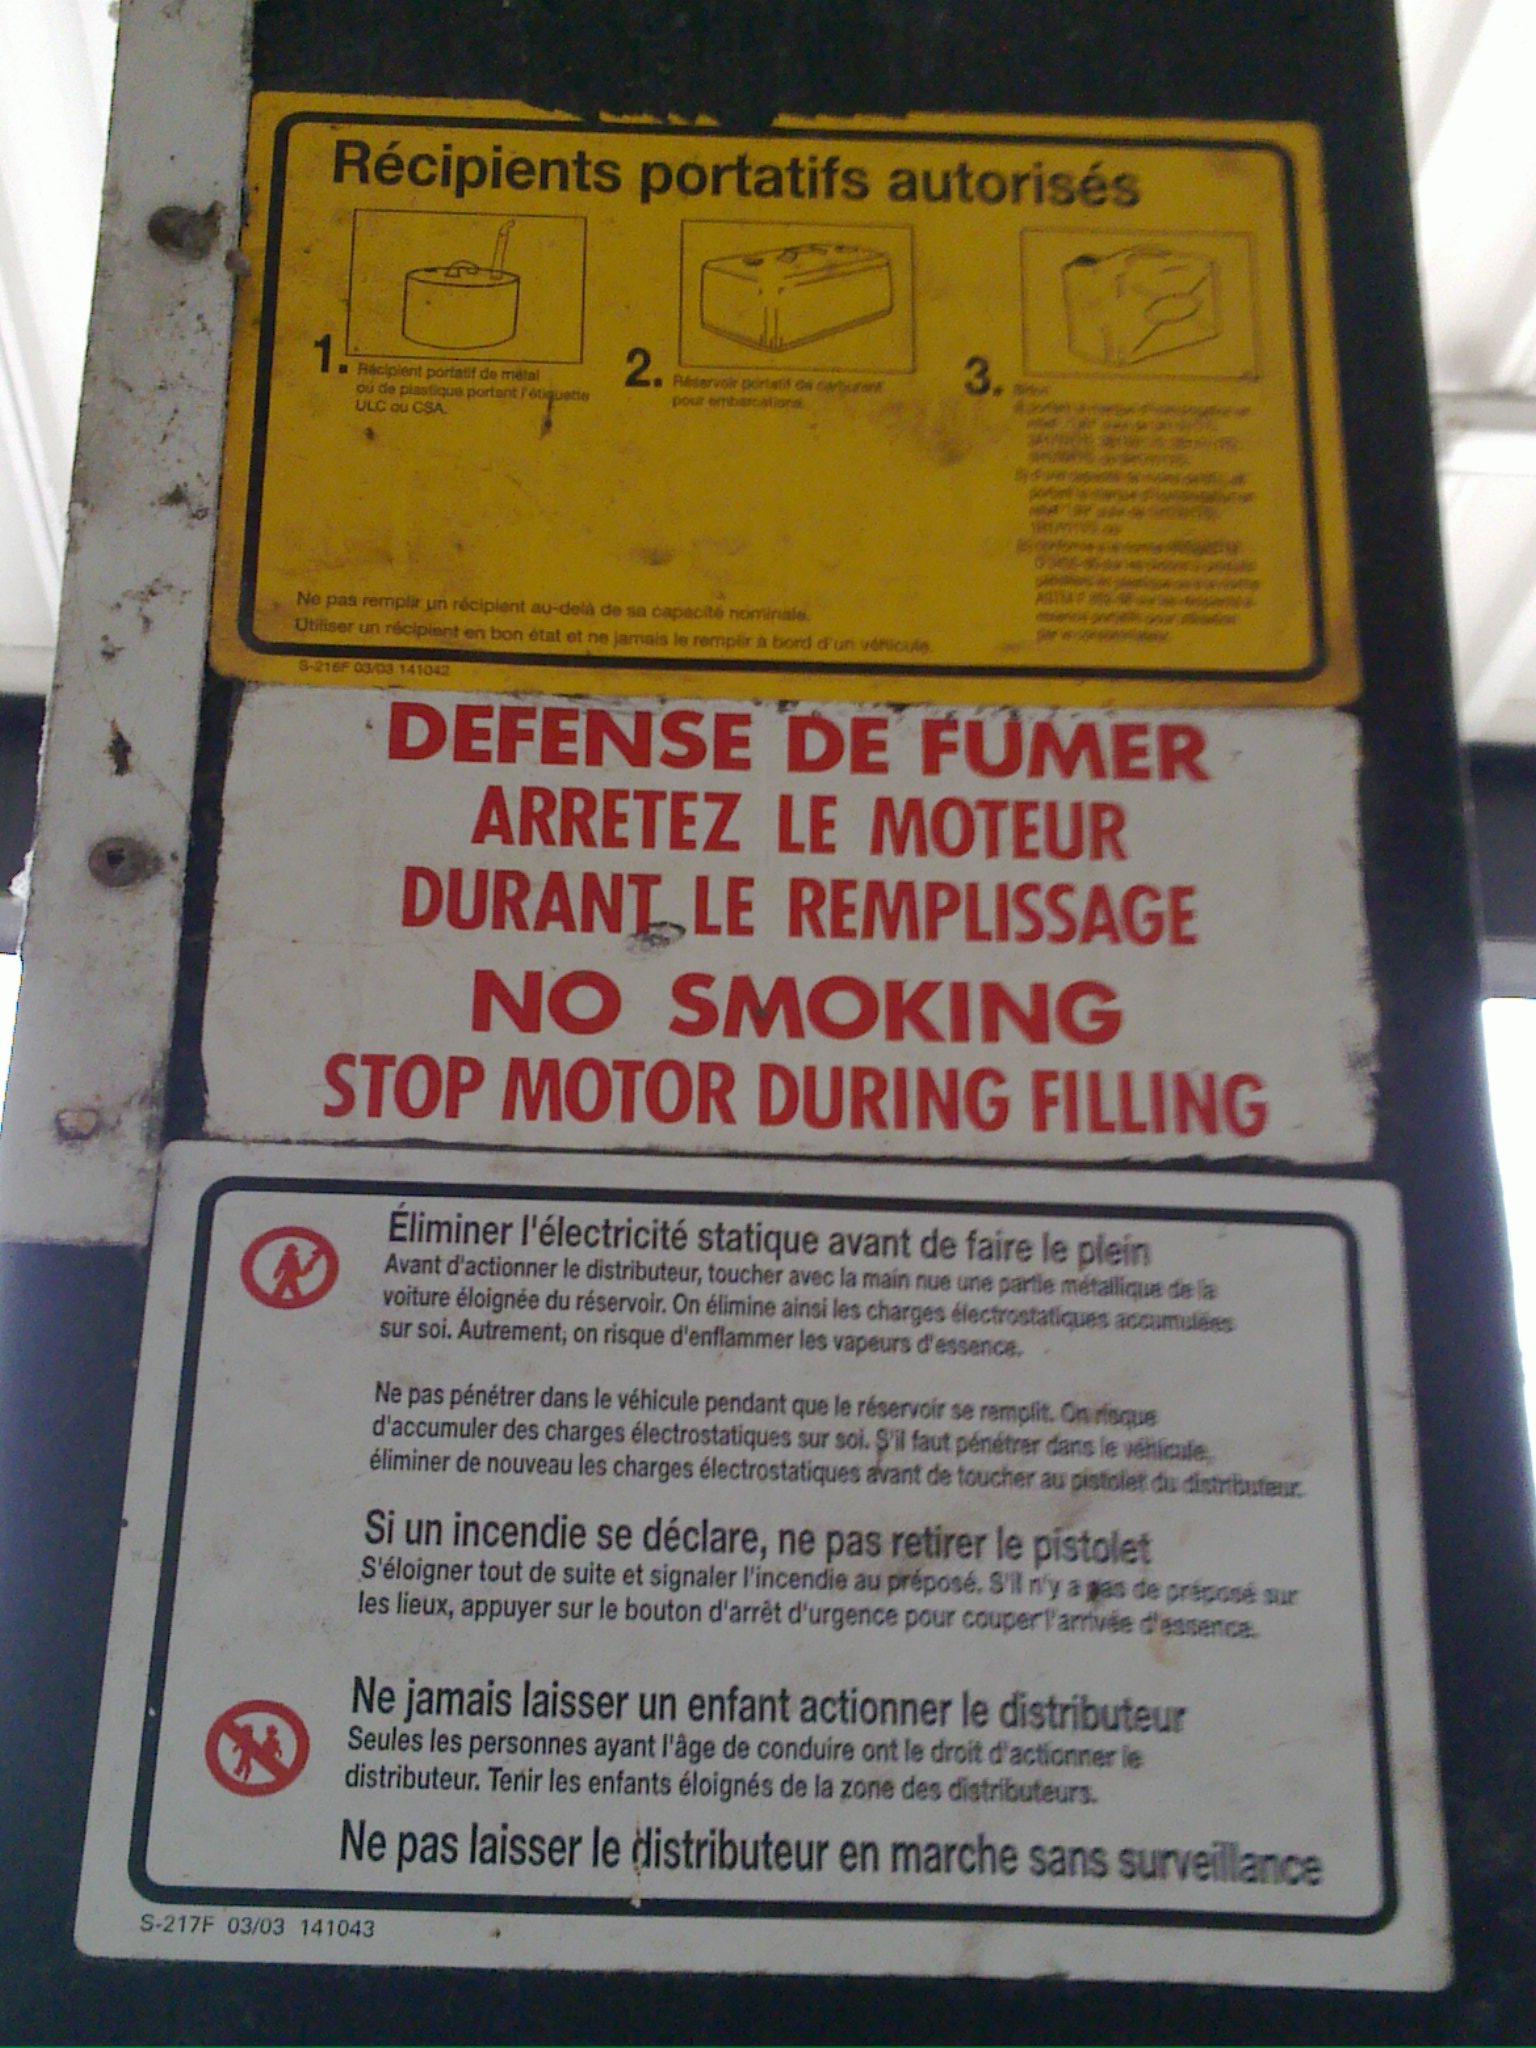 Récipients portatifs autorisés
1. Récipient portatif de métal
ou de plastique portant l'étiquette
ULC ou CSA.
2. Réservoir portatif de carburant
pour embarcations.
3. Bidon
Ne pas remplir un récipient au-delà de sa capacité nominale.
Utiliser un récipient en bon état et ne jamais le remplir à bord d'un véhicule.
S-216F 03/03 141042
DEFENSE DE FUMER
ARRETEZ LE MOTEUR
DURANT LE REMPLISSAGE
NO SMOKING
STOP MOTOR DURING FILLING
Éliminer l'électricité statique avant de faire le plein
Avant d'actionner le distributeur, toucher avec la main nue une partie métallique de la
voiture éloignée du réservoir. On élimine ainsi les charges électrostatiques accumulées
sur soi. Autrement, on risque d'enflammer les vapeurs d'essence.
Ne pas pénétrer dans le véhicule pendant que le réservoir se remplit. On risque
d'accumuler des charges électrostatiques sur soi. S'il faut pénétrer dans le véhicule,
éliminer de nouveau les charges électrostatiques avant de toucher au pistolet du distributeur.
Si un incendie se déclare, ne pas retirer le pistolet
S'éloigner tout de suite et signaler l'incendie au préposé. S'il n'y a pas de préposé sur
les lieux, appuyer sur le bouton d'arrêt d'urgence pour couper l'arrivée d'essence.
Ne jamais laisser un enfant actionner le distributeur
Seules les personnes ayant l'âge de conduire ont le droit d'actionner le
distributeur. Tenir les enfants éloignés de la zone des distributeurs.
Ne pas laisser le distributeur en marche sans surveillance
S-217F 03/03 141043